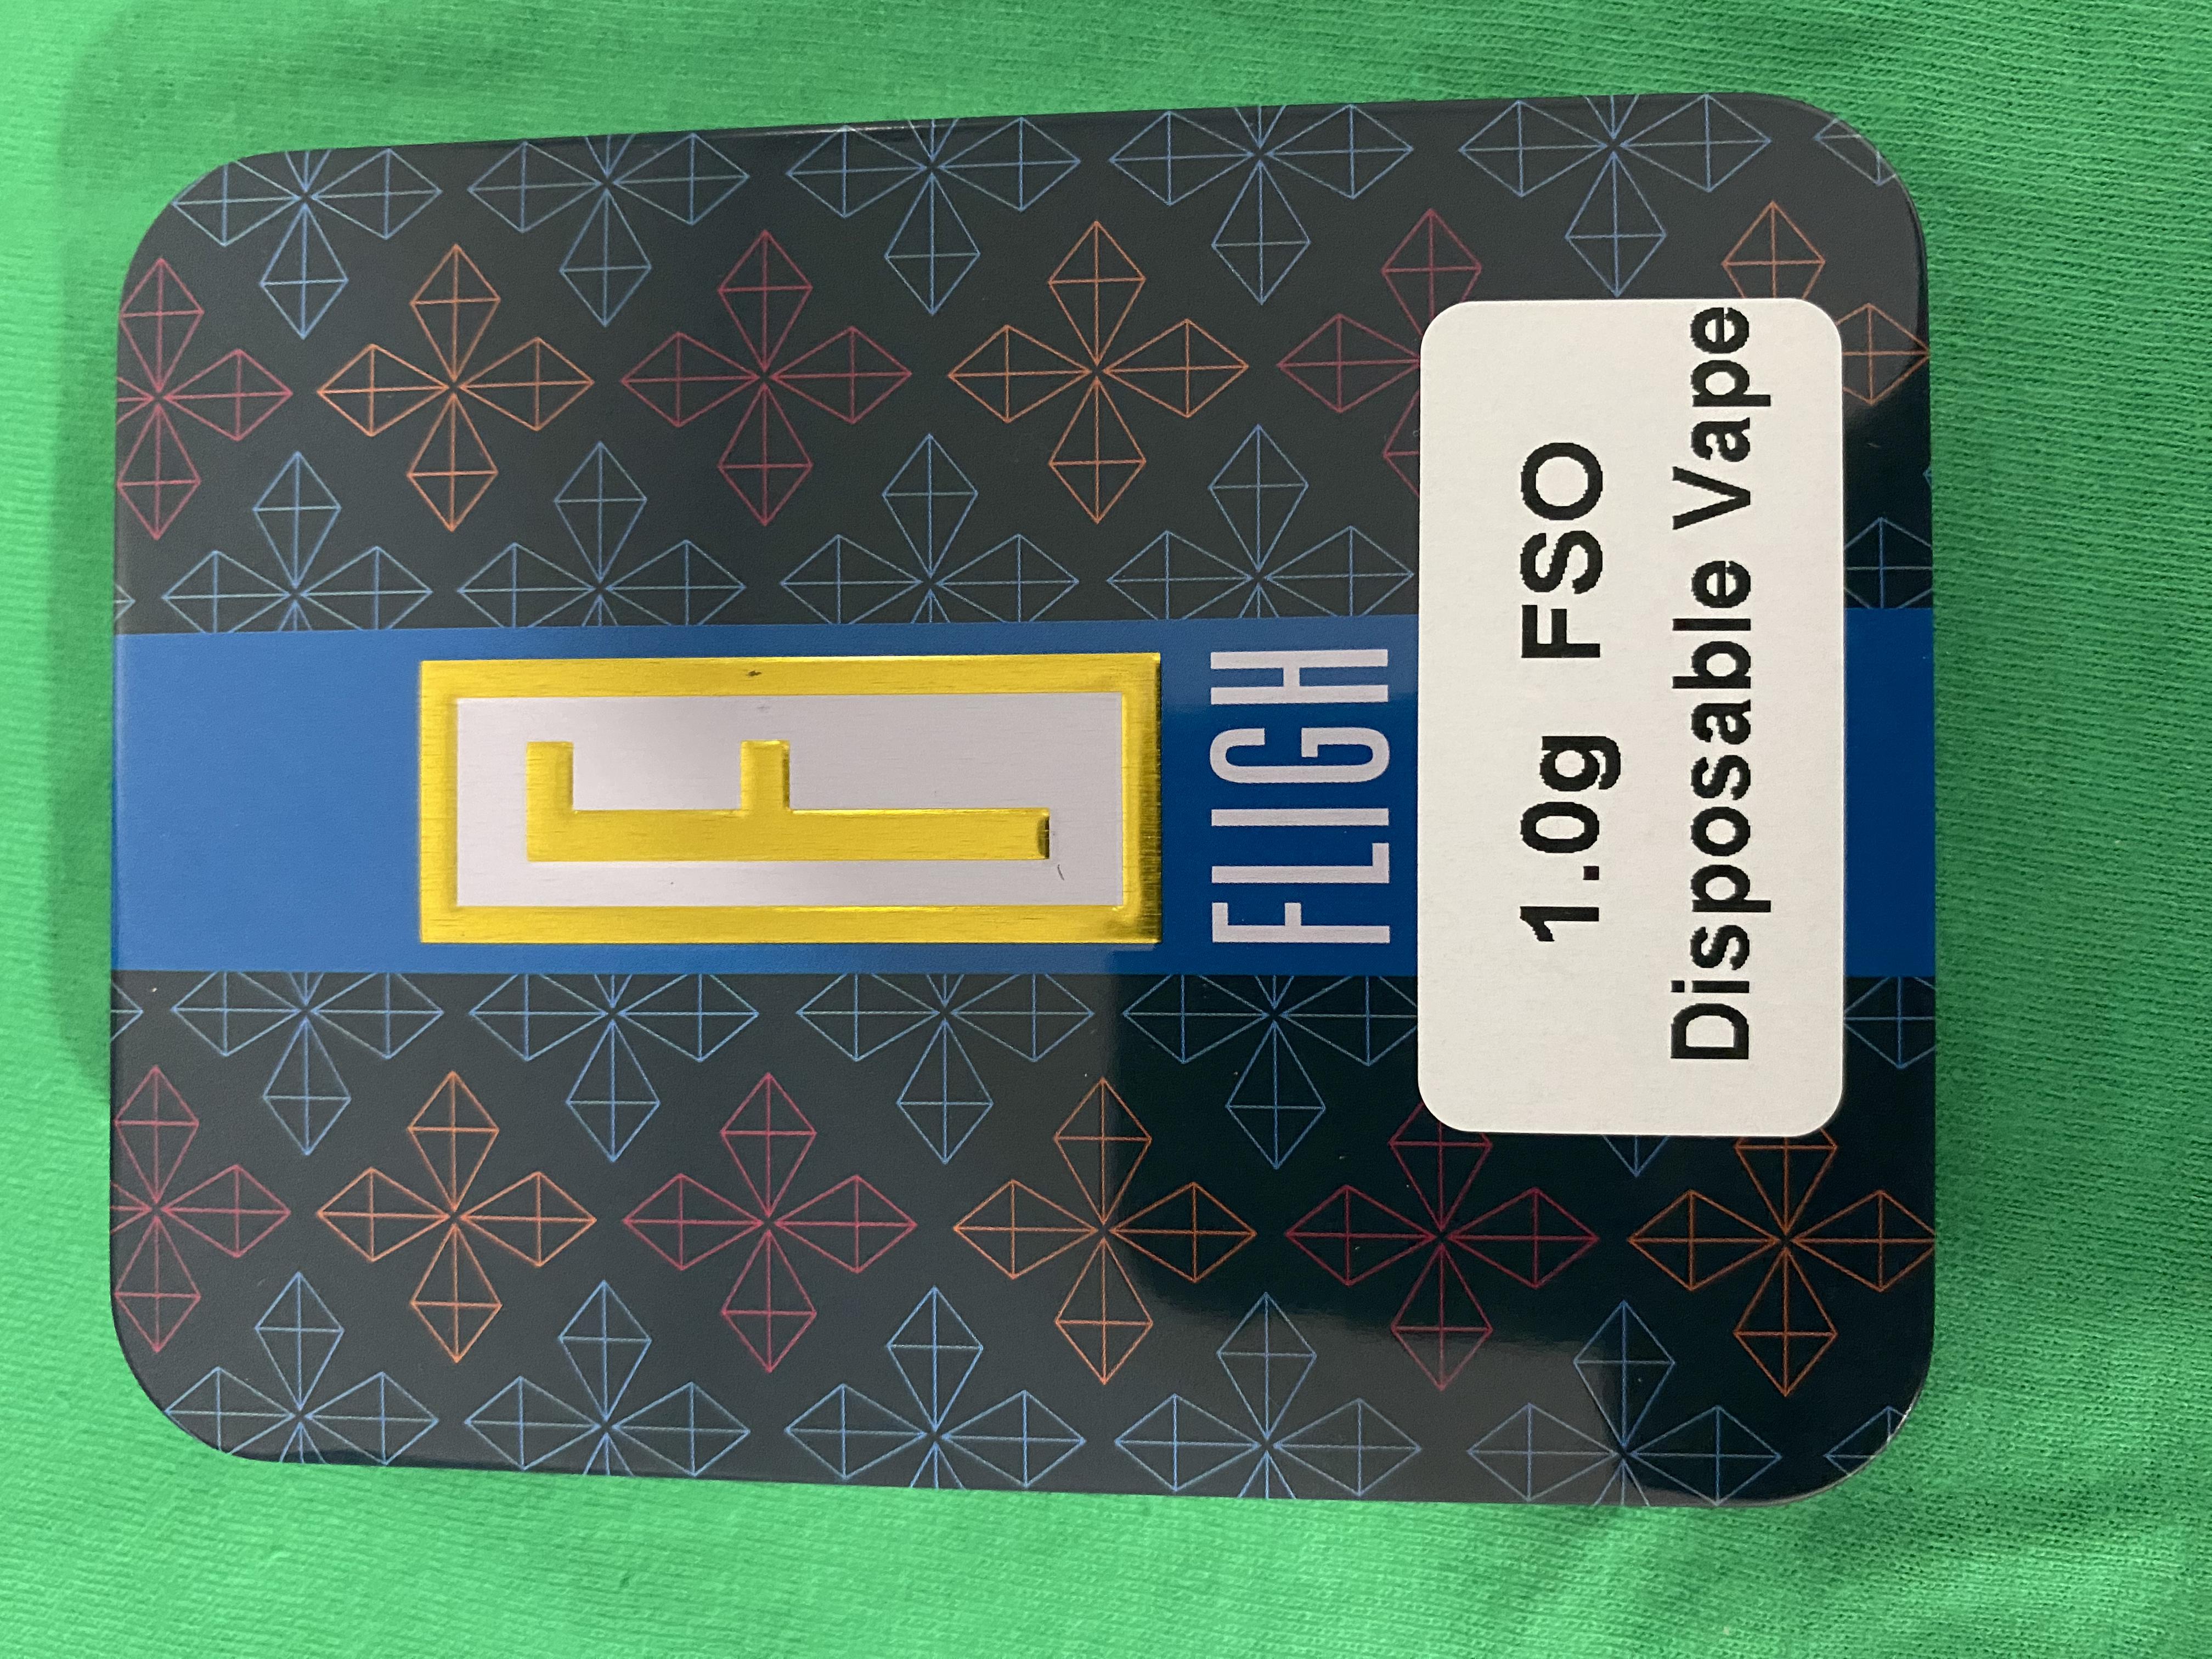 F
FLIGH
1.0g FSO
Disposable Vape